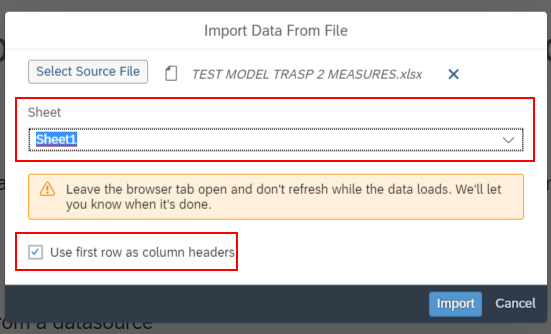 Import Data From File
Select Source File TEST MODEL TRASP 2 MEASURES.xlsx
Sheet
Sheet1
Leave the browser tab open and don't refresh while the data loads. We'll let
you know when it's done.
Use first row as column headers
Import Cancel
from a datasource